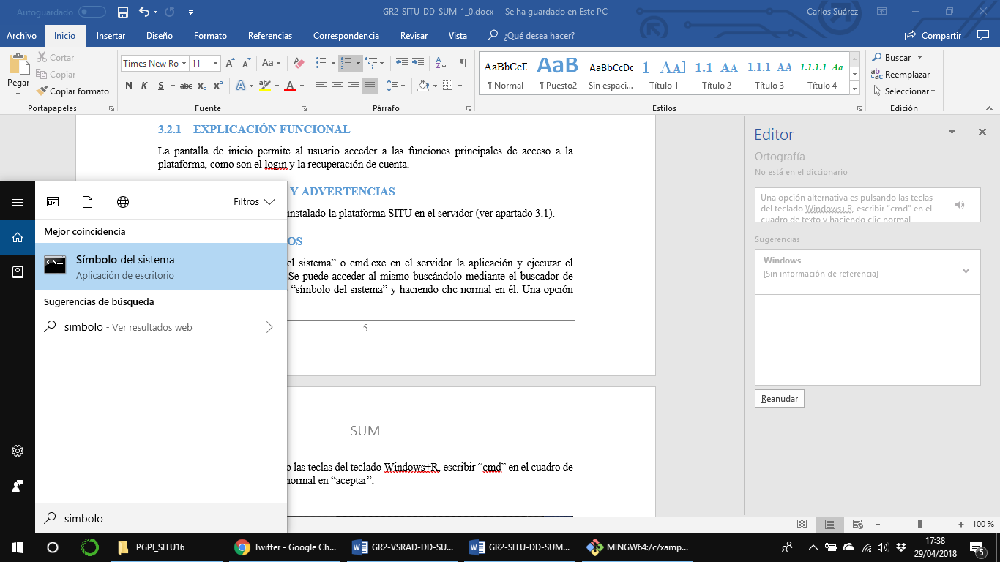 Autoguardado
GR2-SITU-DD-SUM-1_0.docx - Se ha guardado en Este PC
Carlos Suárez
Archivo Inicio Insertar Diseño Formato Referencias Correspondencia Revisar Vista ¿Qué desea hacer? Compartir
Pegar
Cortar
Copiar
Copiar formato
Portapapeles
Times New Ro 11
Aa
N K S abc x₂ x² A ab A
Fuente
Párrafo
AaBbCcI AaB AaBbCcDc 1 AA] 1.1 AA 1.1.1 AA 1.1.1.1 Aa
¶ Normal ¶ Puesto2 Sin espaci... Título 1 Título 2 Título 3 Título 4
Estilos
Buscar
Reemplazar
Seleccionar
Edición
3.2.1 EXPLICACIÓN FUNCIONAL
La pantalla de inicio permite al usuario acceder a las funciones principales de acceso a la
plataforma, como son el login y la recuperación de cuenta.
Y ADVERTENCIAS
instalado la plataforma SITU en el servidor (ver apartado 3.1).
OS
el sistema” o cmd.exe en el servidor la aplicación y ejecutar el
Se puede acceder al mismo buscándolo mediante el buscador de
“símbolo del sistema” y haciendo clic normal en él. Una opción
5
SUM
o las teclas del teclado Windows+R, escribir “cmd” en el cuadro de
normal en “aceptar”.
Editor
Ortografía
No está en el diccionario
Una opción alternativa es pulsando las teclas
del teclado Windows+R, escribir “cmd” en el
cuadro de texto y haciendo clic normal
Sugerencias
Windows
[Sin información de referencia]
Reanudar
Filtros
Mejor coincidencia
Símbolo del sistema
Aplicación de escritorio
Sugerencias de búsqueda
simbolo - Ver resultados web
simbolo
100 %
PGPI_SITU16
Twitter - Google Ch...
GR2-VSRAD-DD-SU...
GR2-SITU-DD-SUM...
MINGW64:/c/xamp...
17:38
29/04/2018
5